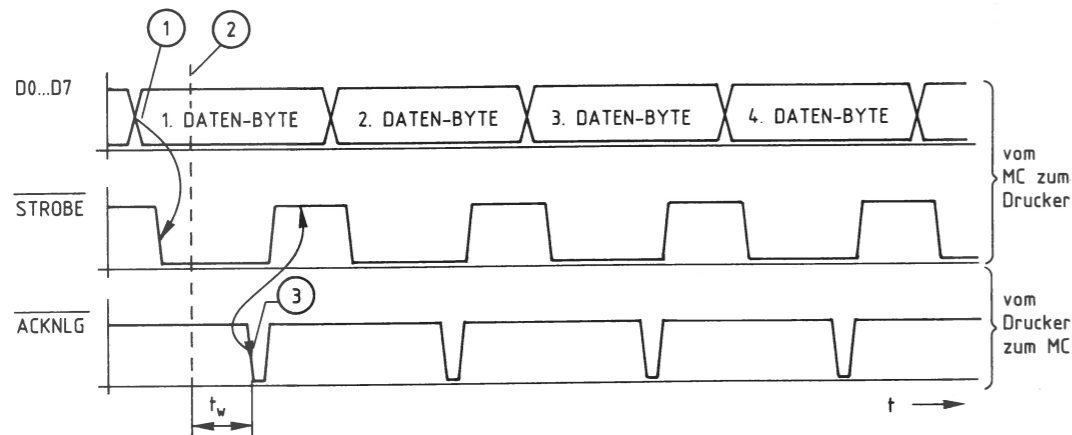 1
2
D0...D7
1. DATEN-BYTE
2. DATEN-BYTE
3. DATEN-BYTE
4. DATEN-BYTE
vom
MC zum
Drucker
STROBE
3
ACKNLG
vom
Drucker
zum MC
tw
t